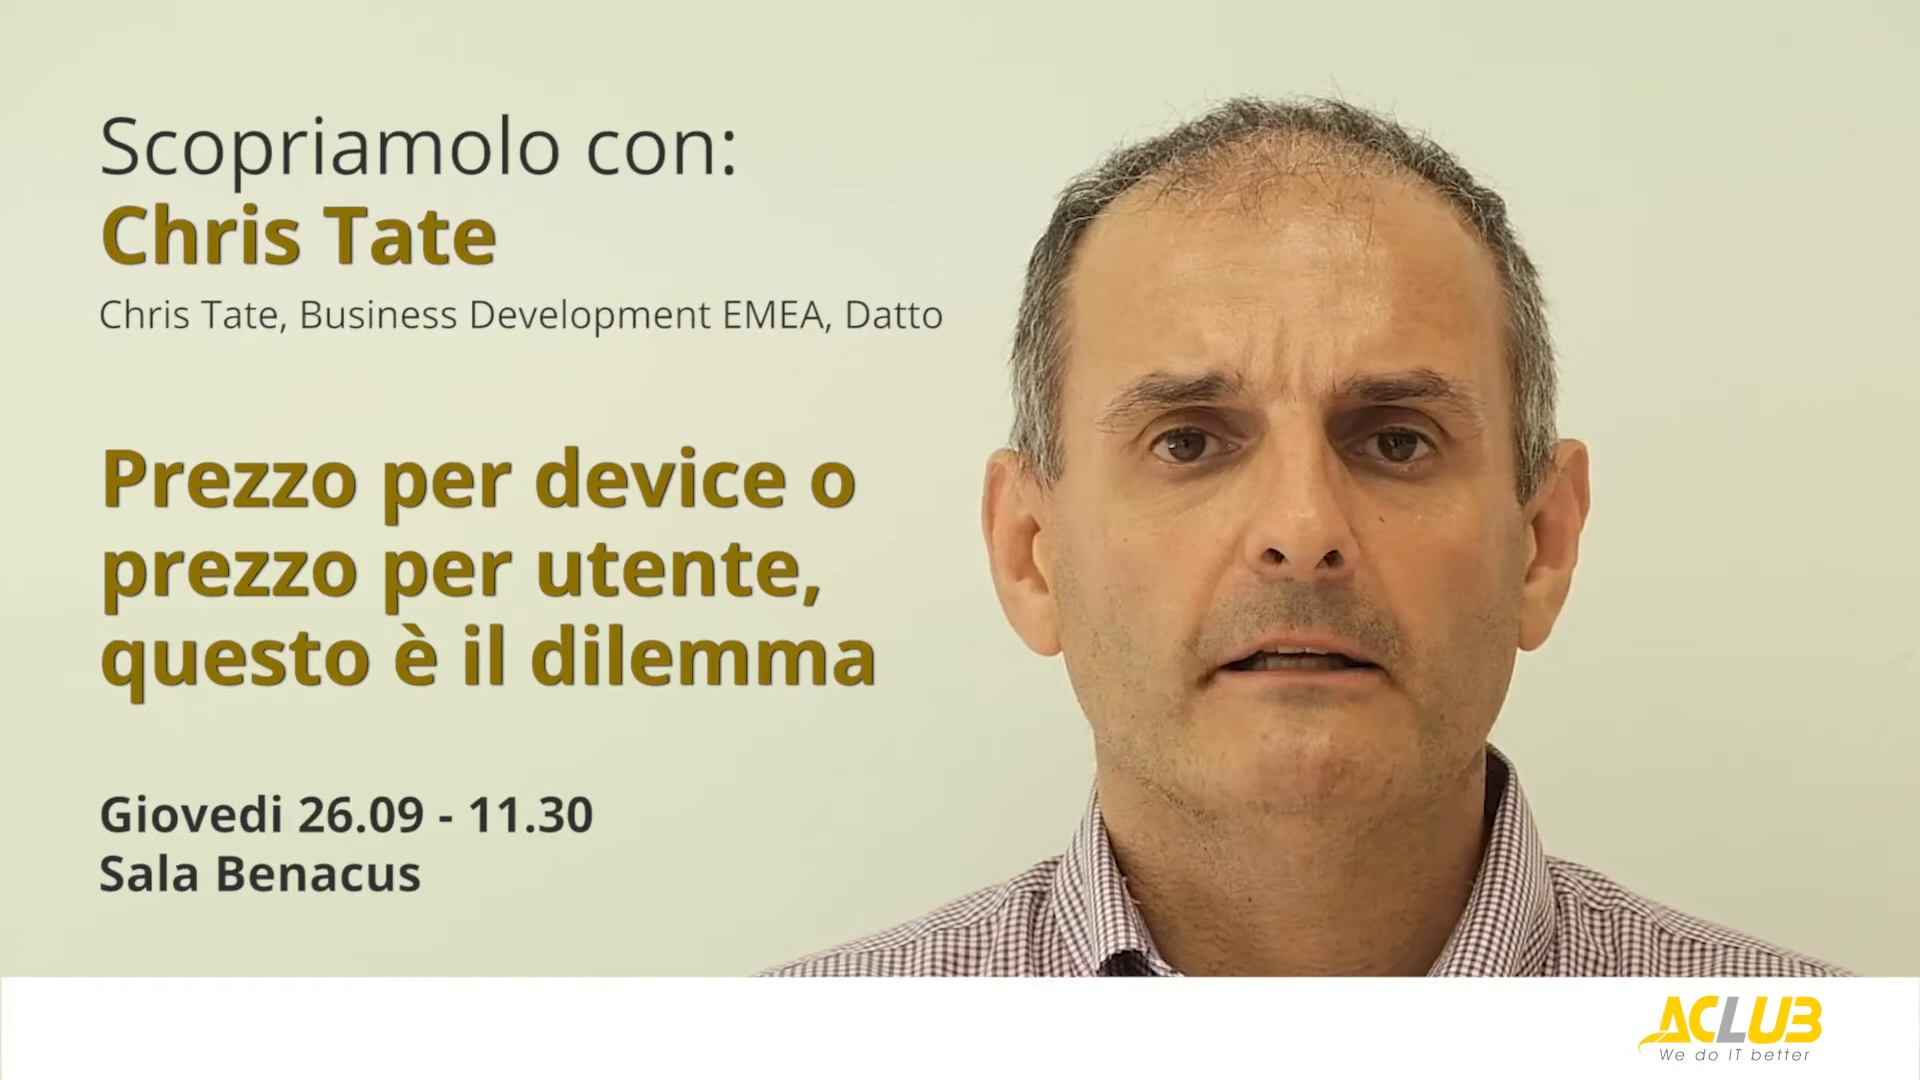 Scopriamolo con:
Chris Tate
Chris Tate, Business Development EMEA, Datto
Prezzo per device o
prezzo per utente,
questo è il dilemma
Giovedi 26.09 - 11.30
Sala Benacus
ACLUB
We do IT better